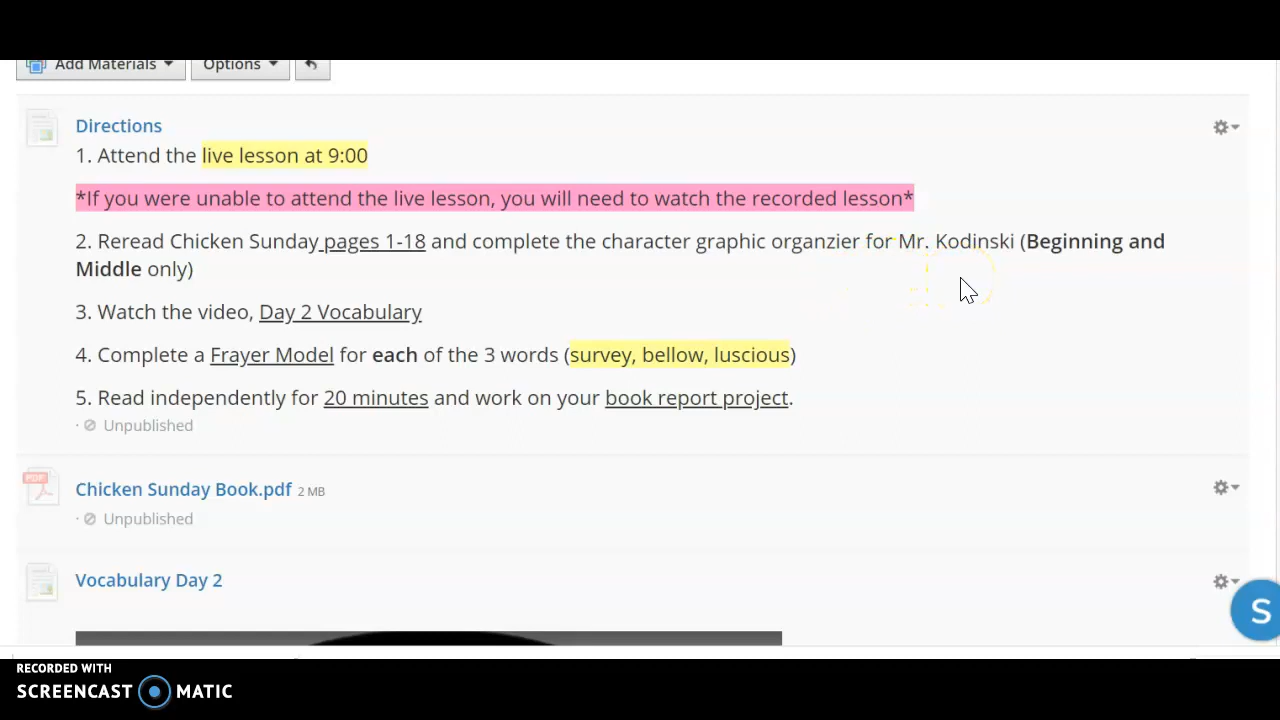 Add Materials Options
Directions
1. Attend the live lesson at 9:00
*If you were unable to attend the live lesson, you will need to watch the recorded lesson*
2. Reread Chicken Sunday pages 1-18 and complete the character graphic organzier for Mr. Kodinski (Beginning and
Middle only)
3. Watch the video, Day 2 Vocabulary
4. Complete a Frayer Model for each of the 3 words (survey, bellow, luscious)
5. Read independently for 20 minutes and work on your book report project.
· Unpublished
PDF
Chicken Sunday Book.pdf 2 MB
· Unpublished
Vocabulary Day 2
S
RECORDED WITH
SCREENCAST MATIC